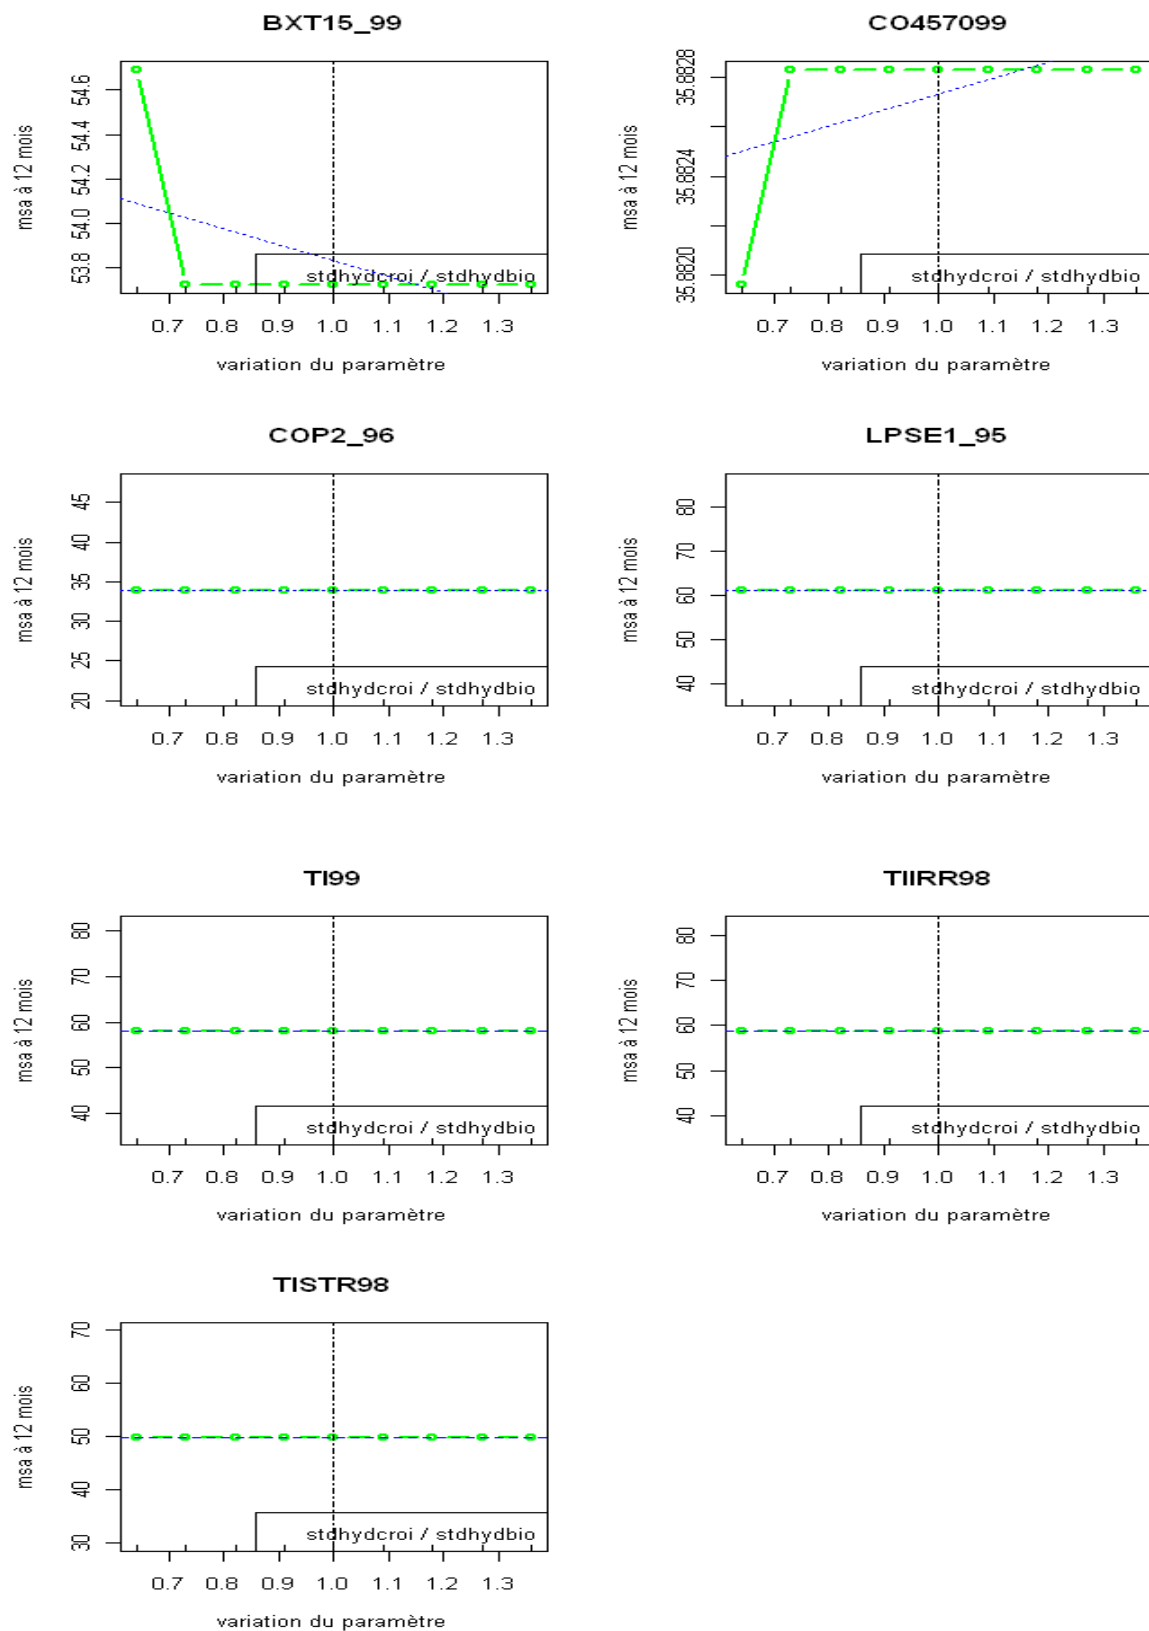 BXT15_99
msa à 12 mois
53.8 54.0 54.2 54.4 54.6
stdhydcroi / stdhydbio
0.7 0.8 0.9 1.0 1.1 1.2 1.3
variation du paramètre
CO457099
msa à 12 mois
35.8820 35.8824 35.8828
stdhydcroi / stdhydbio
0.7 0.8 0.9 1.0 1.1 1.2 1.3
variation du paramètre
COP2_96
msa à 12 mois
20 25 30 35 40 45
stdhydcroi / stdhydbio
0.7 0.8 0.9 1.0 1.1 1.2 1.3
variation du paramètre
LPSE1_95
msa à 12 mois
40 50 60 70 80
stdhydcroi / stdhydbio
0.7 0.8 0.9 1.0 1.1 1.2 1.3
variation du paramètre
TI99
msa à 12 mois
40 50 60 70 80
stdhydcroi / stdhydbio
0.7 0.8 0.9 1.0 1.1 1.2 1.3
variation du paramètre
TIIRR98
msa à 12 mois
40 50 60 70 80
stdhydcroi / stdhydbio
0.7 0.8 0.9 1.0 1.1 1.2 1.3
variation du paramètre
TISTR98
msa à 12 mois
30 40 50 60 70
stdhydcroi / stdhydbio
0.7 0.8 0.9 1.0 1.1 1.2 1.3
variation du paramètre